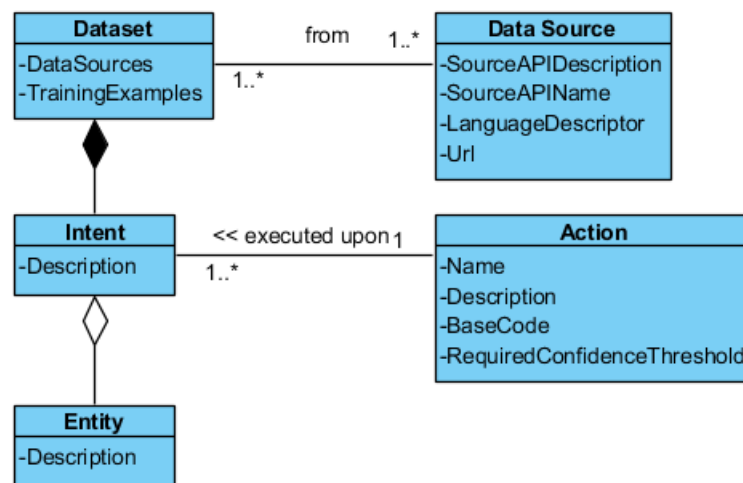 Dataset
-DataSources
-TrainingExamples
from
1..*
1..*
Data Source
-SourceAPIDescription
-SourceAPIName
-LanguageDescriptor
-Url
Intent
-Description
<< executed upon
1
1..*
Action
-Name
-Description
-BaseCode
-RequiredConfidenceThreshold
Entity
-Description